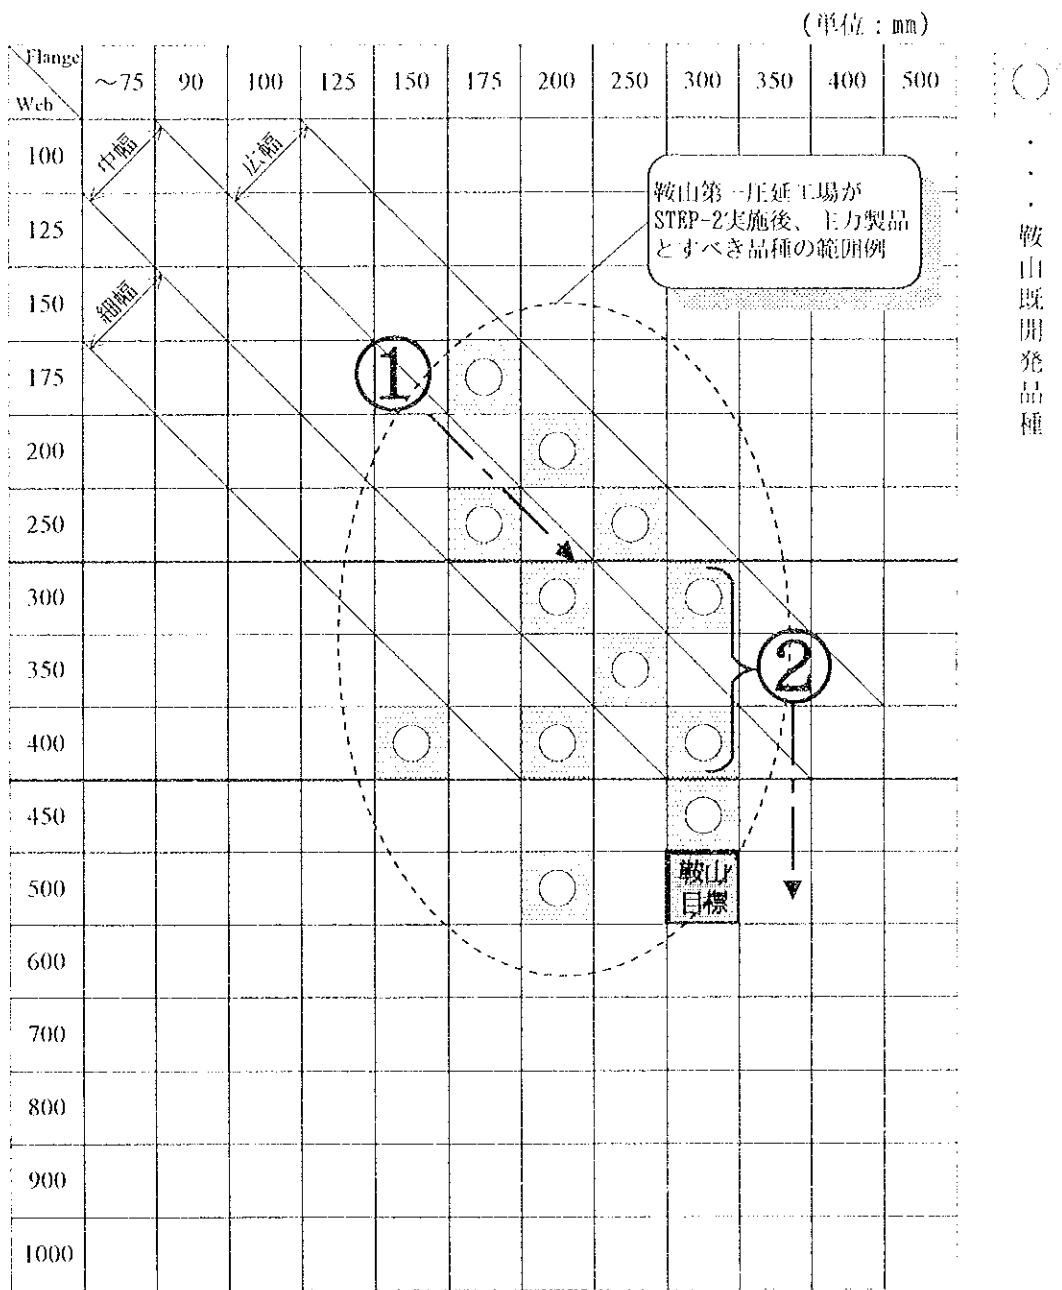 (単位：mm)
Flange
Web
～75 90 100 125 150 175 200 250 300 350 400 500
100
125
150
175
200
250
300
350
400
450
500
600
700
800
900
1000
中幅
広幅
細幅
鞍山第一圧延工場が
STEP-2実施後、主力製品
とすべき品種の範囲例
①
②
鞍山
目標
○・・・鞍山既開発品種